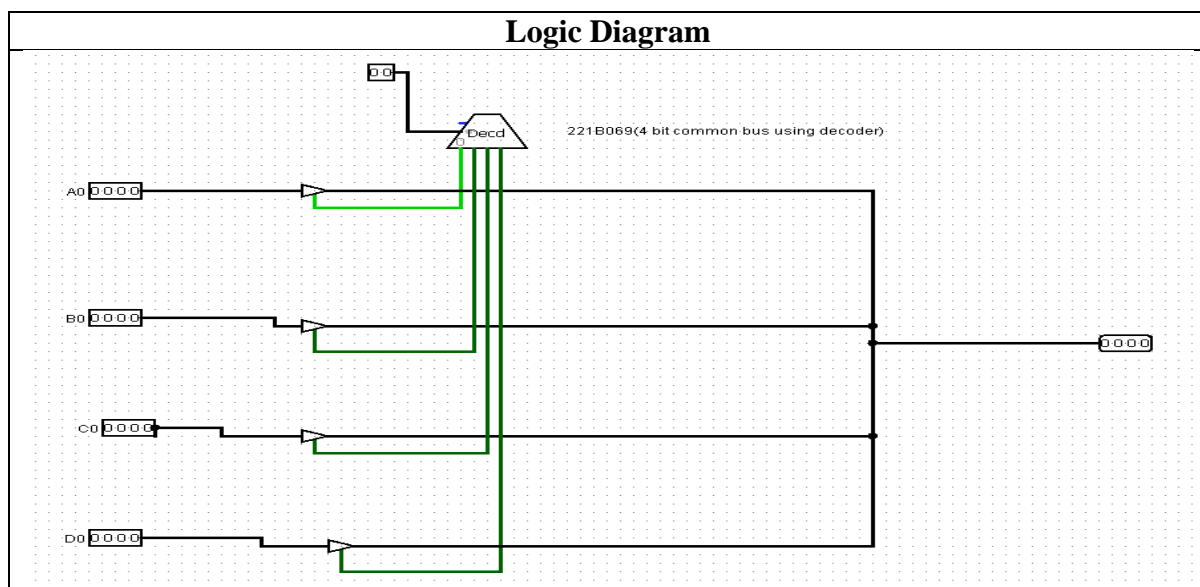 Logic Diagram
00
Decd
0
221B069(4 bit common bus using decoder)
A0 0000
B0 0000
0000
C0 0000
D0 0000